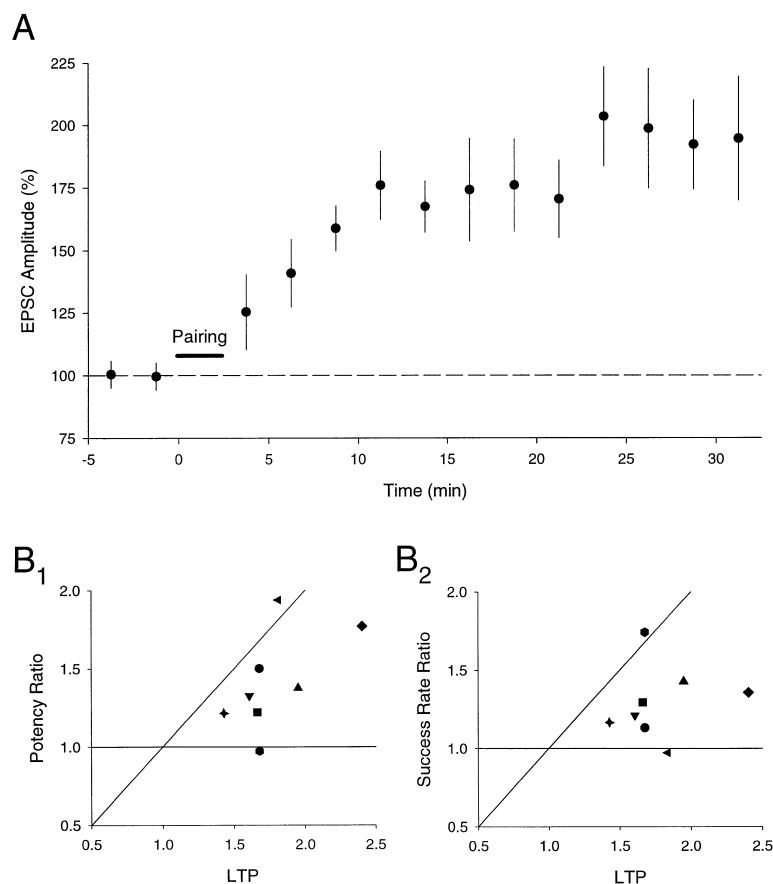 A
225
200
175
150
125
100
75
EPSC Amplitude (%)
Pairing
-5 0 5 10 15 20 25 30
Time (min)
B1
2.0
1.5
1.0
0.5
Potency Ratio
0.5 1.0 1.5 2.0 2.5
LTP
B2
2.0
1.5
1.0
0.5
Success Rate Ratio
0.5 1.0 1.5 2.0 2.5
LTP